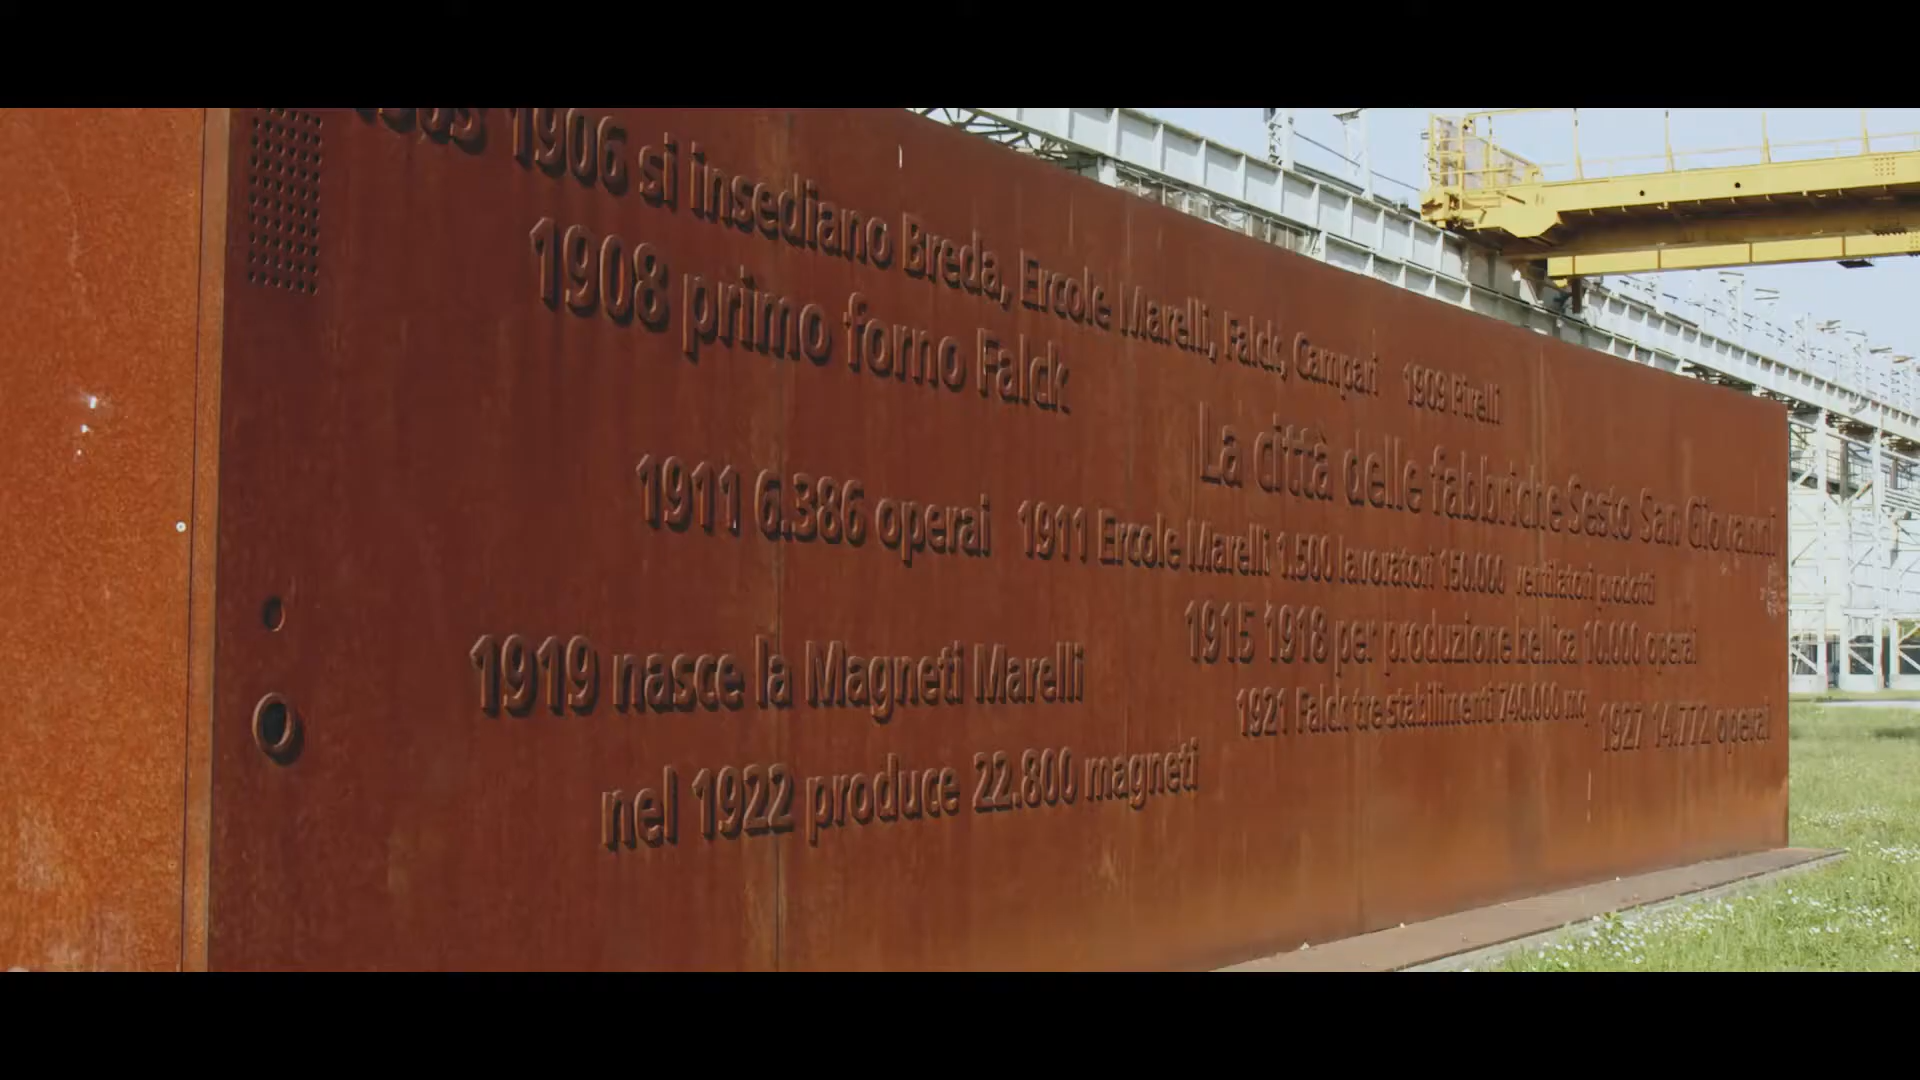 1906 si insediano Breda, Ercole Marelli, Falck, Campari 1909 Pirelli
1908 primo forno Falck
La città delle fabbriche Sesto San Giovanni
1911 6.386 operai 1911 Ercole Marelli 1.500 lavoratori 150.000 ventilatori prodotti
1915 1918 per produzione bellica 10.000 operai
1919 nasce la Magneti Marelli
1921 Falck tre stabilimenti 740.000 mq 1927 14.772 operai
nel 1922 produce 22.800 magneti